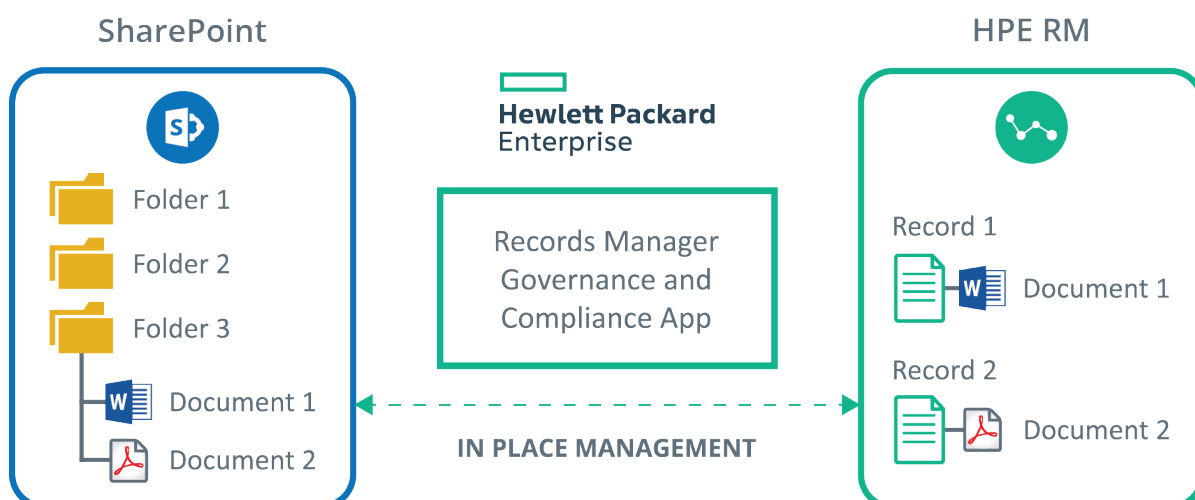 SharePoint
S
Folder 1
Folder 2
Folder 3
W
Document 1
Document 2
Hewlett Packard
Enterprise
Records Manager
Governance and
Compliance App
IN PLACE MANAGEMENT
HPE RM
Record 1
W
Document 1
Record 2
Document 2